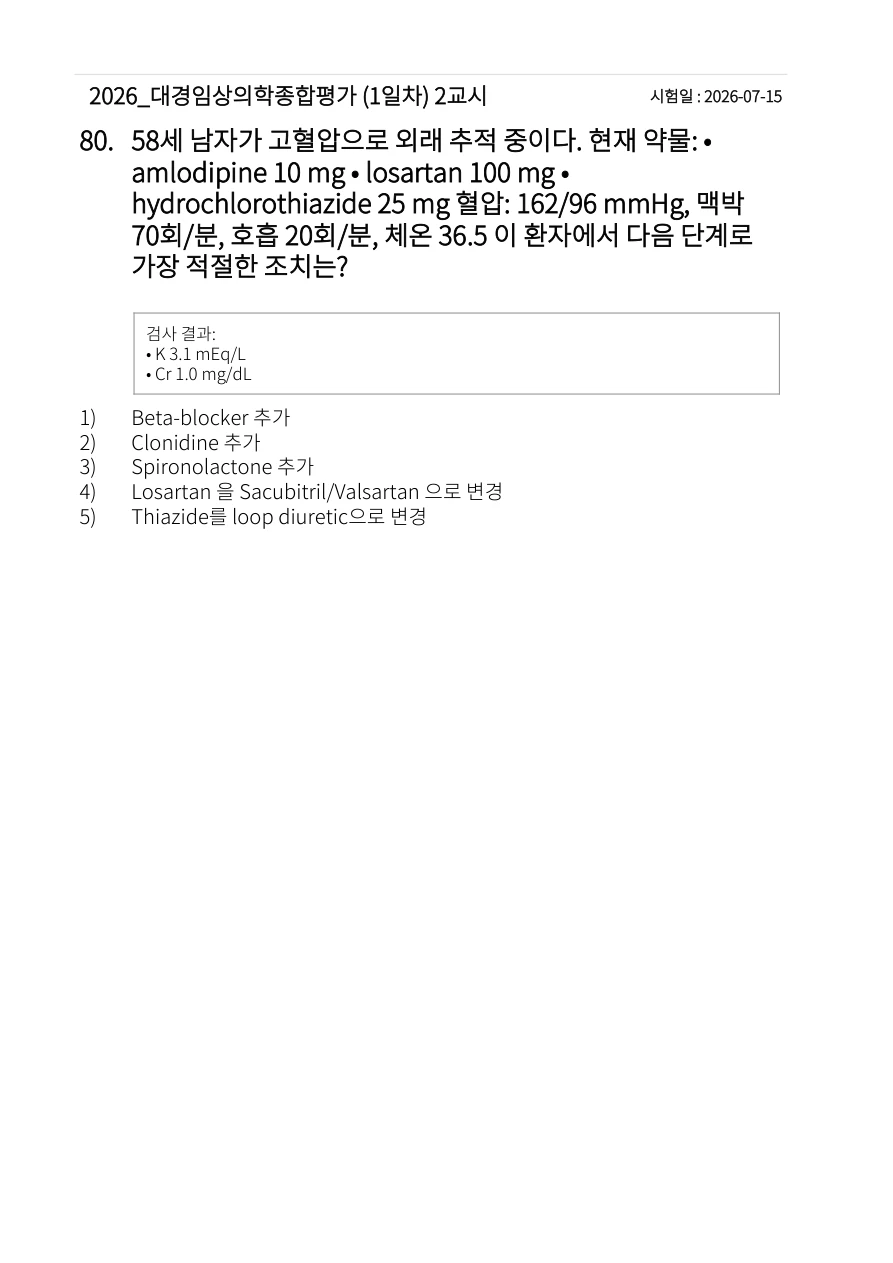 2026_대경임상의학종합평가 (1일차) 2교시
시험일 : 2026-07-15
80. 58세 남자가 고혈압으로 외래 추적 중이다. 현재 약물: •
amlodipine 10 mg • losartan 100 mg •
hydrochlorothiazide 25 mg 혈압: 162/96 mmHg, 맥박
70회/분, 호흡 20회/분, 체온 36.5 이 환자에서 다음 단계로
가장 적절한 조치는?
검사 결과:
• K 3.1 mEq/L
• Cr 1.0 mg/dL
1) Beta-blocker 추가
2) Clonidine 추가
3) Spironolactone 추가
4) Losartan 을 Sacubitril/Valsartan 으로 변경
5) Thiazide를 loop diuretic으로 변경